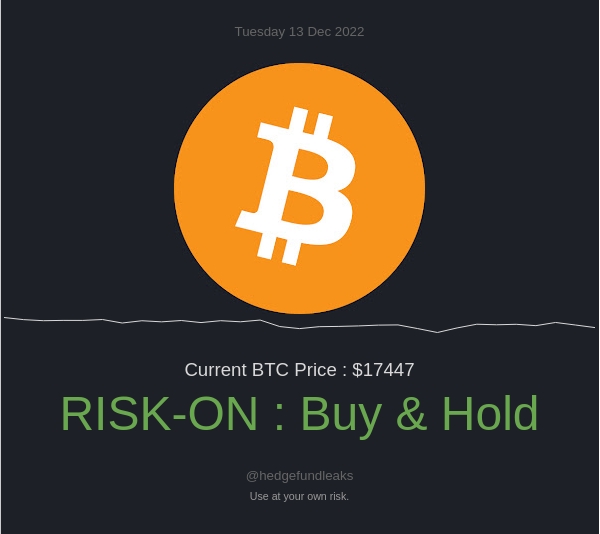 Tuesday 13 Dec 2022
Current BTC Price : $17447
RISK-ON : Buy & Hold
@hedgefundleaks
Use at your own risk.